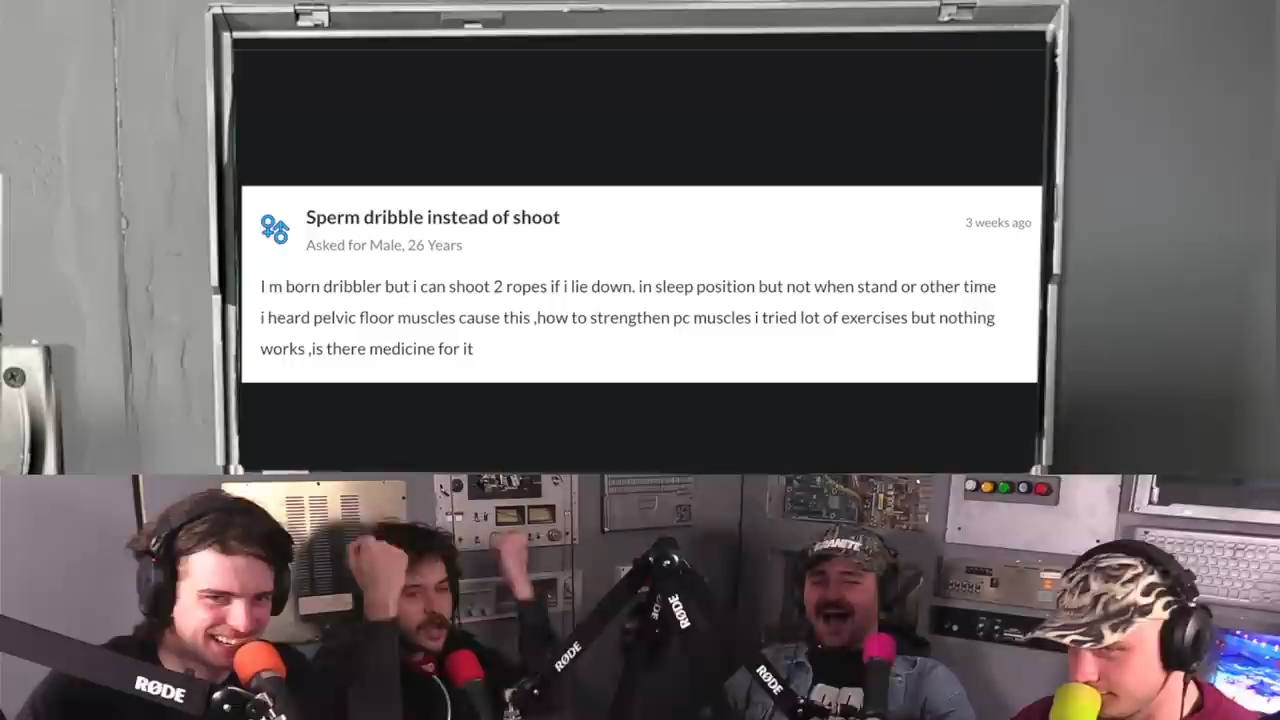 Sperm dribble instead of shoot
3 weeks ago
Asked for Male, 26 Years
I m born dribbler but i can shoot 2 ropes if i lie down. in sleep position but not when stand or other time
i heard pelvic floor muscles cause this ,how to strengthen pc muscles i tried lot of exercises but nothing
works ,is there medicine for it
RØDE
RØDE
RØDE
RØDE